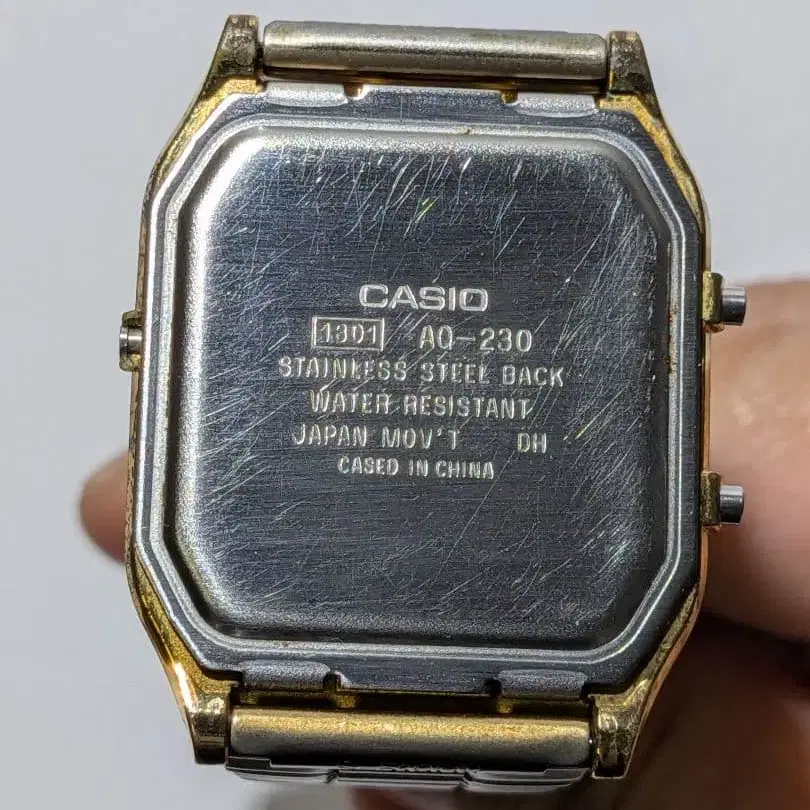 CASIO
1301 AQ-230
STAINLESS STEEL BACK
WATER RESISTANT
JAPAN MOV'T DH
CASED IN CHINA